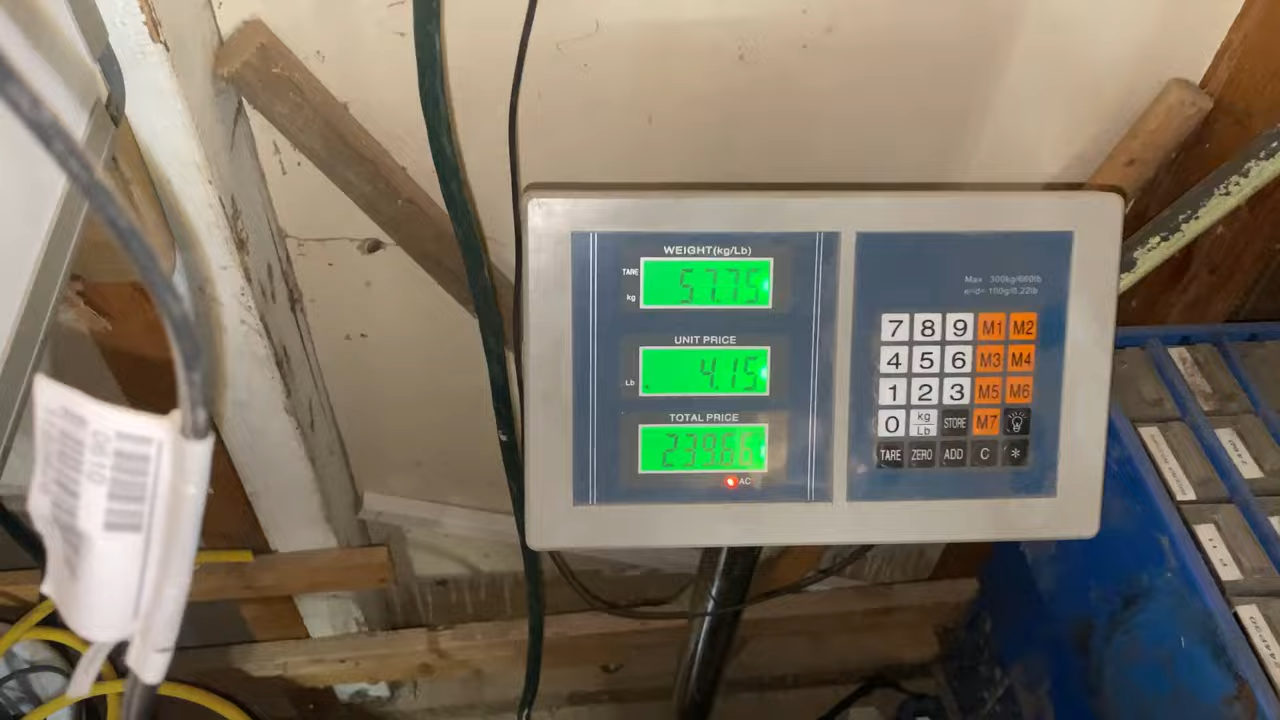 WEIGHT(kg/Lb)
TARE
57.75
kg
UNIT PRICE
4.15
Lb
TOTAL PRICE
239.66
AC
Max 300kg/660lb
e=d= 100g/0.22lb
7 8 9 M1 M2
4 5 6 M3 M4
1 2 3 M5 M6
0 kg Lb STORE M7
TARE ZERO ADD C *